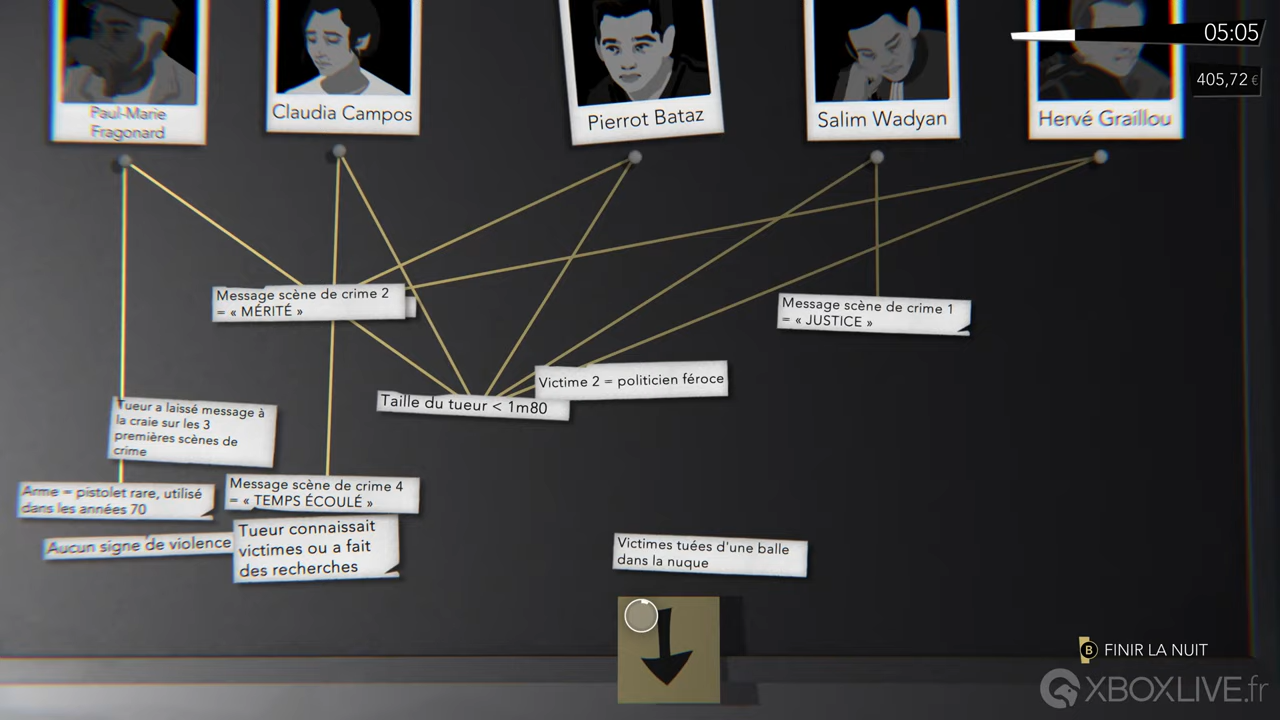 05:05
405,72 €
Paul-Marie
Fragonard
Claudia Campos
Pierrot Bataz
Salim Wadyan
Hervé Graillou
Message scène de crime 2
= « MÉRITÉ »
Message scène de crime 1
= « JUSTICE »
Victime 2 = politicien féroce
Taille du tueur < 1m80
Tueur a laissé message à
la craie sur les 3
premières scènes de
crime
Arme = pistolet rare, utilisé
dans les années 70
Message scène de crime 4
= « TEMPS ÉCOULÉ »
Aucun signe de violence
Tueur connaissait
victimes ou a fait
des recherches
Victimes tuées d'une balle
dans la nuque
B FINIR LA NUIT
XBOXLIVE.fr